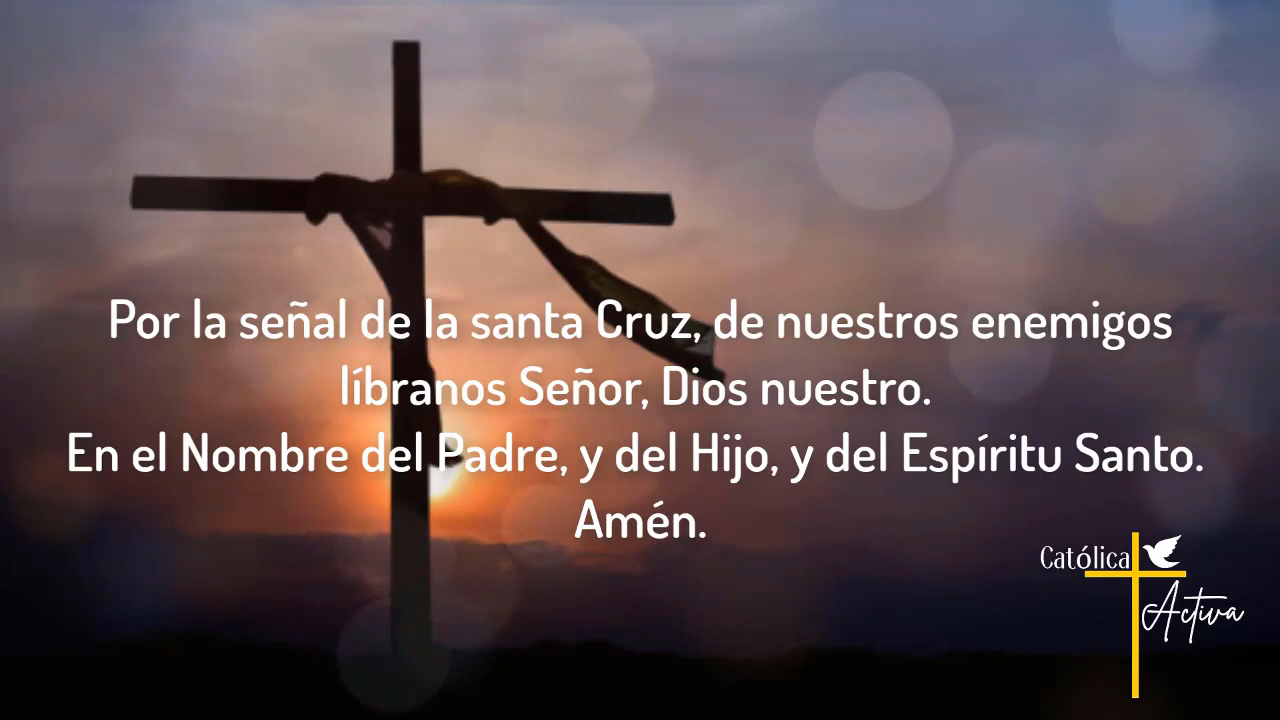 Por la señal de la santa Cruz, de nuestros enemigos
líbranos Señor, Dios nuestro.
En el Nombre del Padre, y del Hijo, y del Espíritu Santo.
Amén.
Católica
Activa